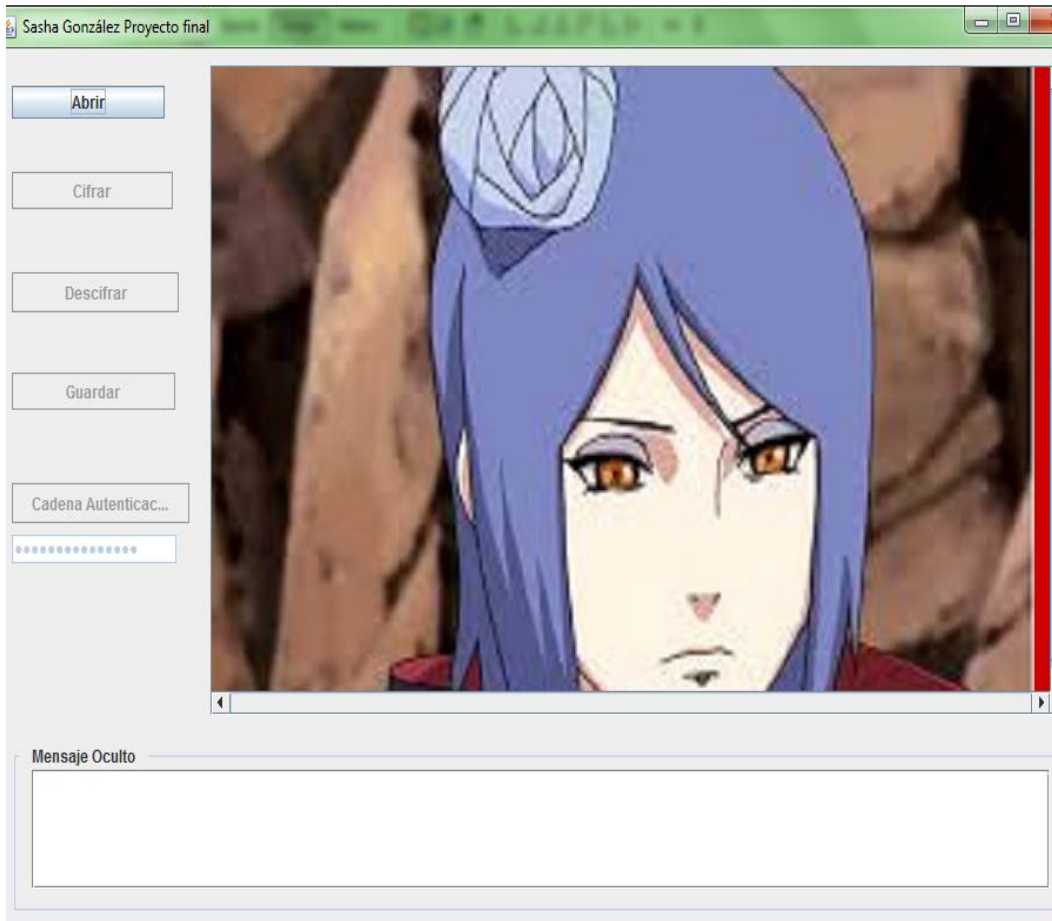 Sasha González Proyecto final
Abrir
Cifrar
Descifrar
Guardar
Cadena Autenticac...
Mensaje Oculto